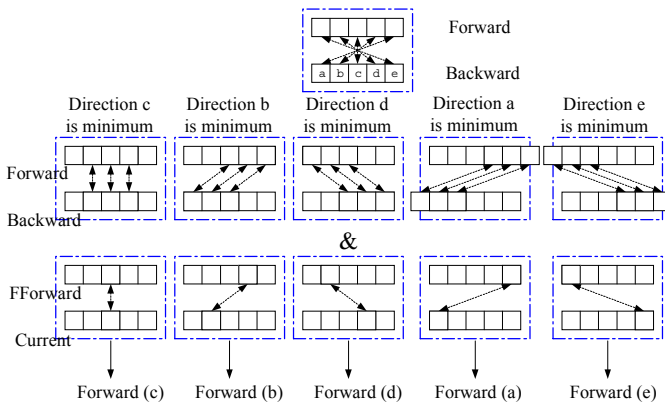 Forward
a b c d e
Backward
Direction c Direction b Direction d Direction a Direction e
is minimum is minimum is minimum is minimum is minimum
Forward
Backward
&
FForward
Current
Forward (c) Forward (b) Forward (d) Forward (a) Forward (e)